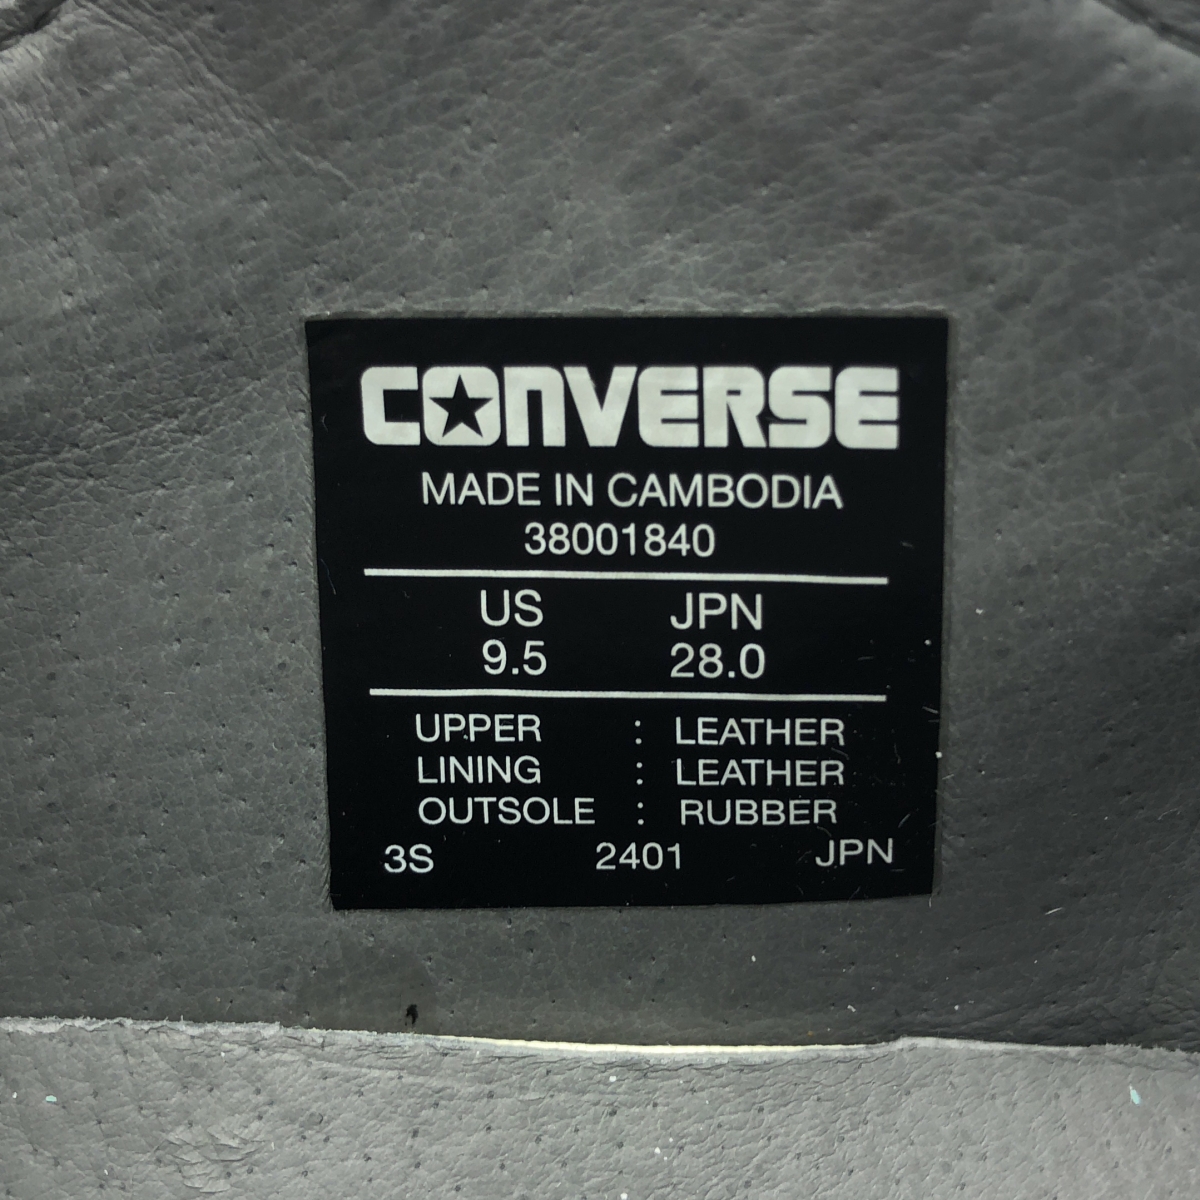 CONVERSE
MADE IN CAMBODIA
38001840
US JPN
9.5 28.0
UPPER : LEATHER
LINING : LEATHER
OUTSOLE : RUBBER
3S 2401 JPN